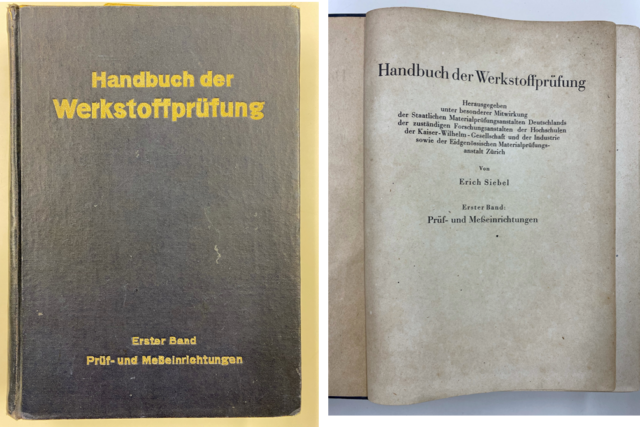 Handbuch der
Werkstoffprüfung
Erster Band
Prüf- und Meßeinrichtungen
Handbuch der Werkstoffprüfung
Herausgegeben
unter besonderer Mitwirkung
der Staatlichen Materialprüfungsanstalten Deutschlands
der zuständigen Forschungsanstalten der Hochschulen
der Kaiser-Wilhelm-Gesellschaft und der Industrie
sowie der Eidgenössischen Materialprüfungs-
anstalt Zürich
Von
Erich Siebel
Erster Band:
Prüf- und Meßeinrichtungen